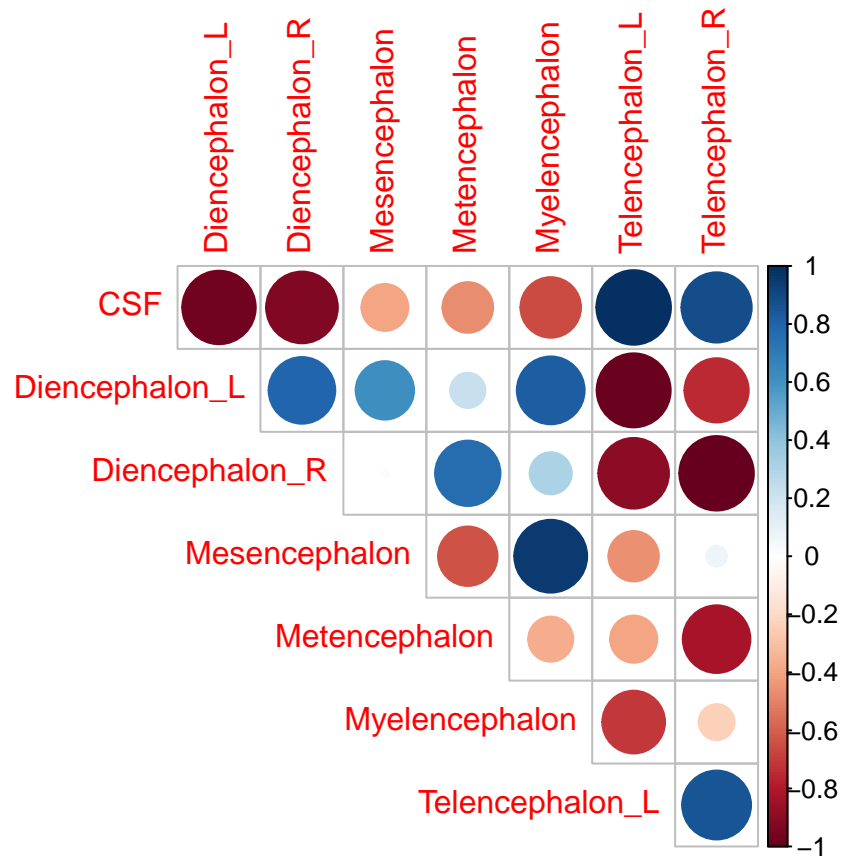 Diencephalon_L
Diencephalon_R
Mesencephalon
Metencephalon
Myelencephalon
Telencephalon_L
Telencephalon_R
CSF
Diencephalon_L
Diencephalon_R
Mesencephalon
Metencephalon
Myelencephalon
Telencephalon_L
1
0.8
0.6
0.4
0.2
0
−0.2
−0.4
−0.6
−0.8
−1